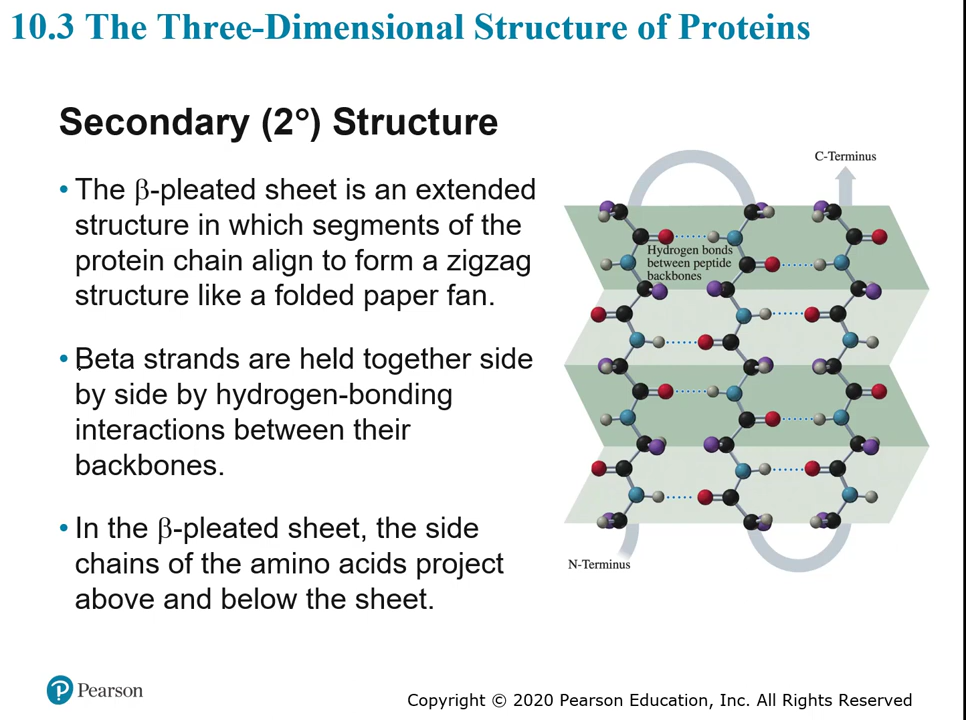 10.3 The Three-Dimensional Structure of Proteins
Secondary (2°) Structure
• The β-pleated sheet is an extended
structure in which segments of the
protein chain align to form a zigzag
structure like a folded paper fan.
• Beta strands are held together side
by side by hydrogen-bonding
interactions between their
backbones.
• In the β-pleated sheet, the side
chains of the amino acids project
above and below the sheet.
C-Terminus
Hydrogen bonds
between peptide
backbones
N-Terminus
P Pearson
Copyright © 2020 Pearson Education, Inc. All Rights Reserved